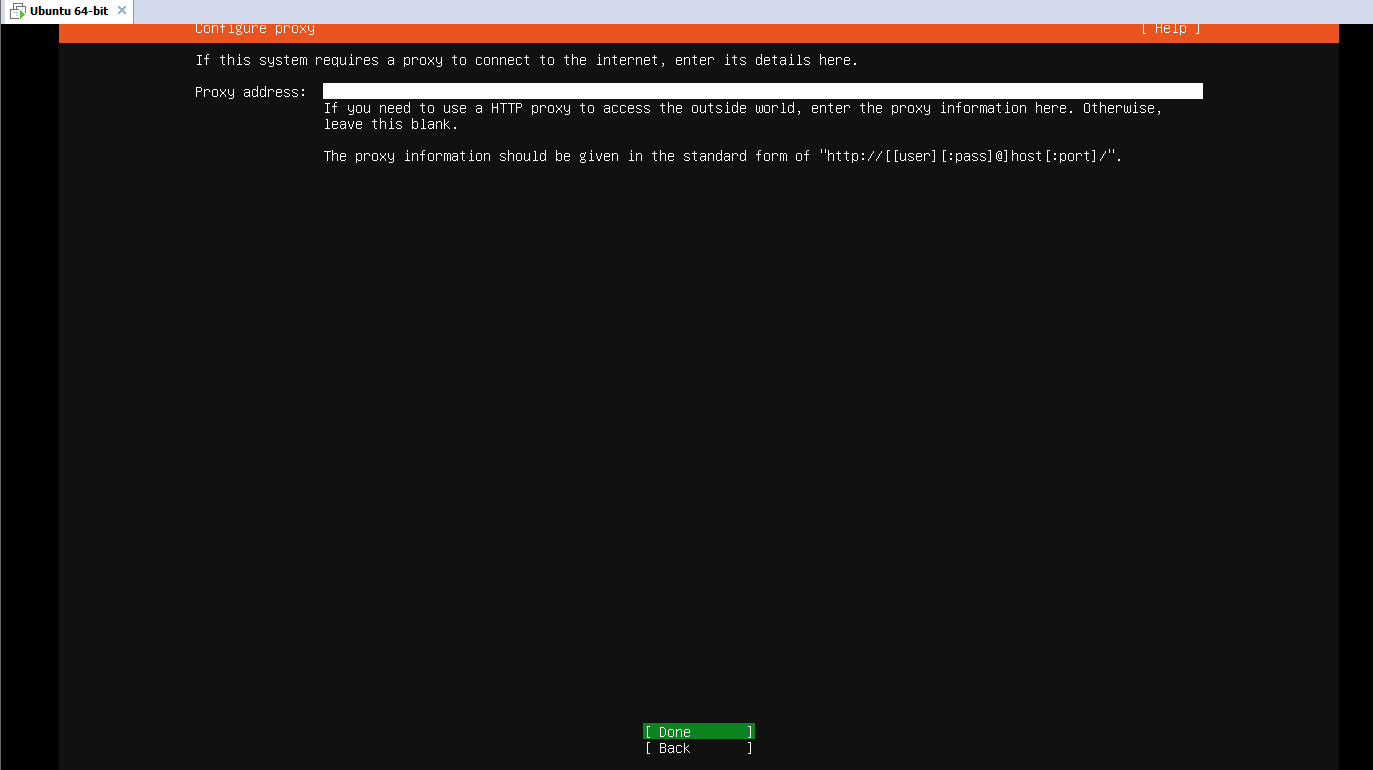 Ubuntu 64-bit
Configure proxy [ Help ]
If this system requires a proxy to connect to the internet, enter its details here.
Proxy address:
If you need to use a HTTP proxy to access the outside world, enter the proxy information here. Otherwise,
leave this blank.
The proxy information should be given in the standard form of "http://[[user][:pass]@]host[:port]/".
[ Done ]
[ Back ]